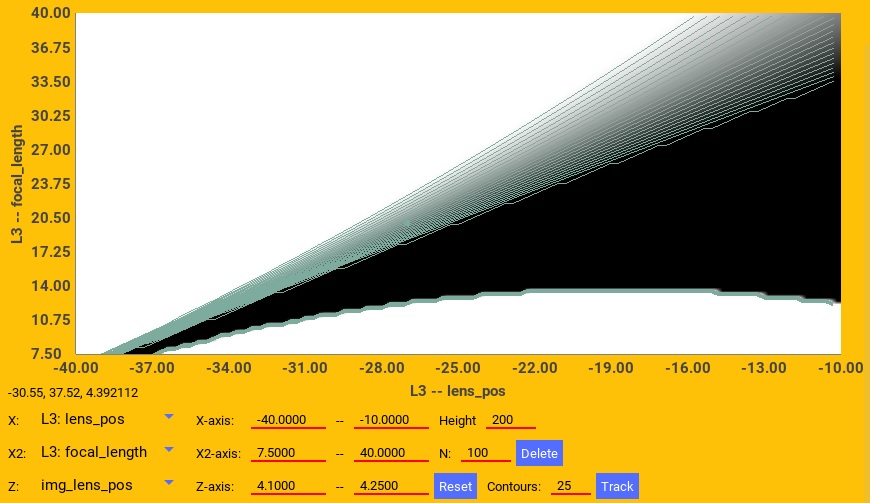 40.00
36.75
33.50
30.25
27.00
23.75
20.50
17.25
14.00
10.75
7.50
L3 -- focal_length
-40.00 -37.00 -34.00 -31.00 -28.00 -25.00 -22.00 -19.00 -16.00 -13.00 -10.00
L3 -- lens_pos
-30.55, 37.52, 4.392112
X: L3: lens_pos X-axis: -40.0000 -- -10.0000 Height 200
X2: L3: focal_length X2-axis: 7.5000 -- 40.0000 N: 100 Delete
Z: img_lens_pos Z-axis: 4.1000 -- 4.2500 Reset Contours: 25 Track